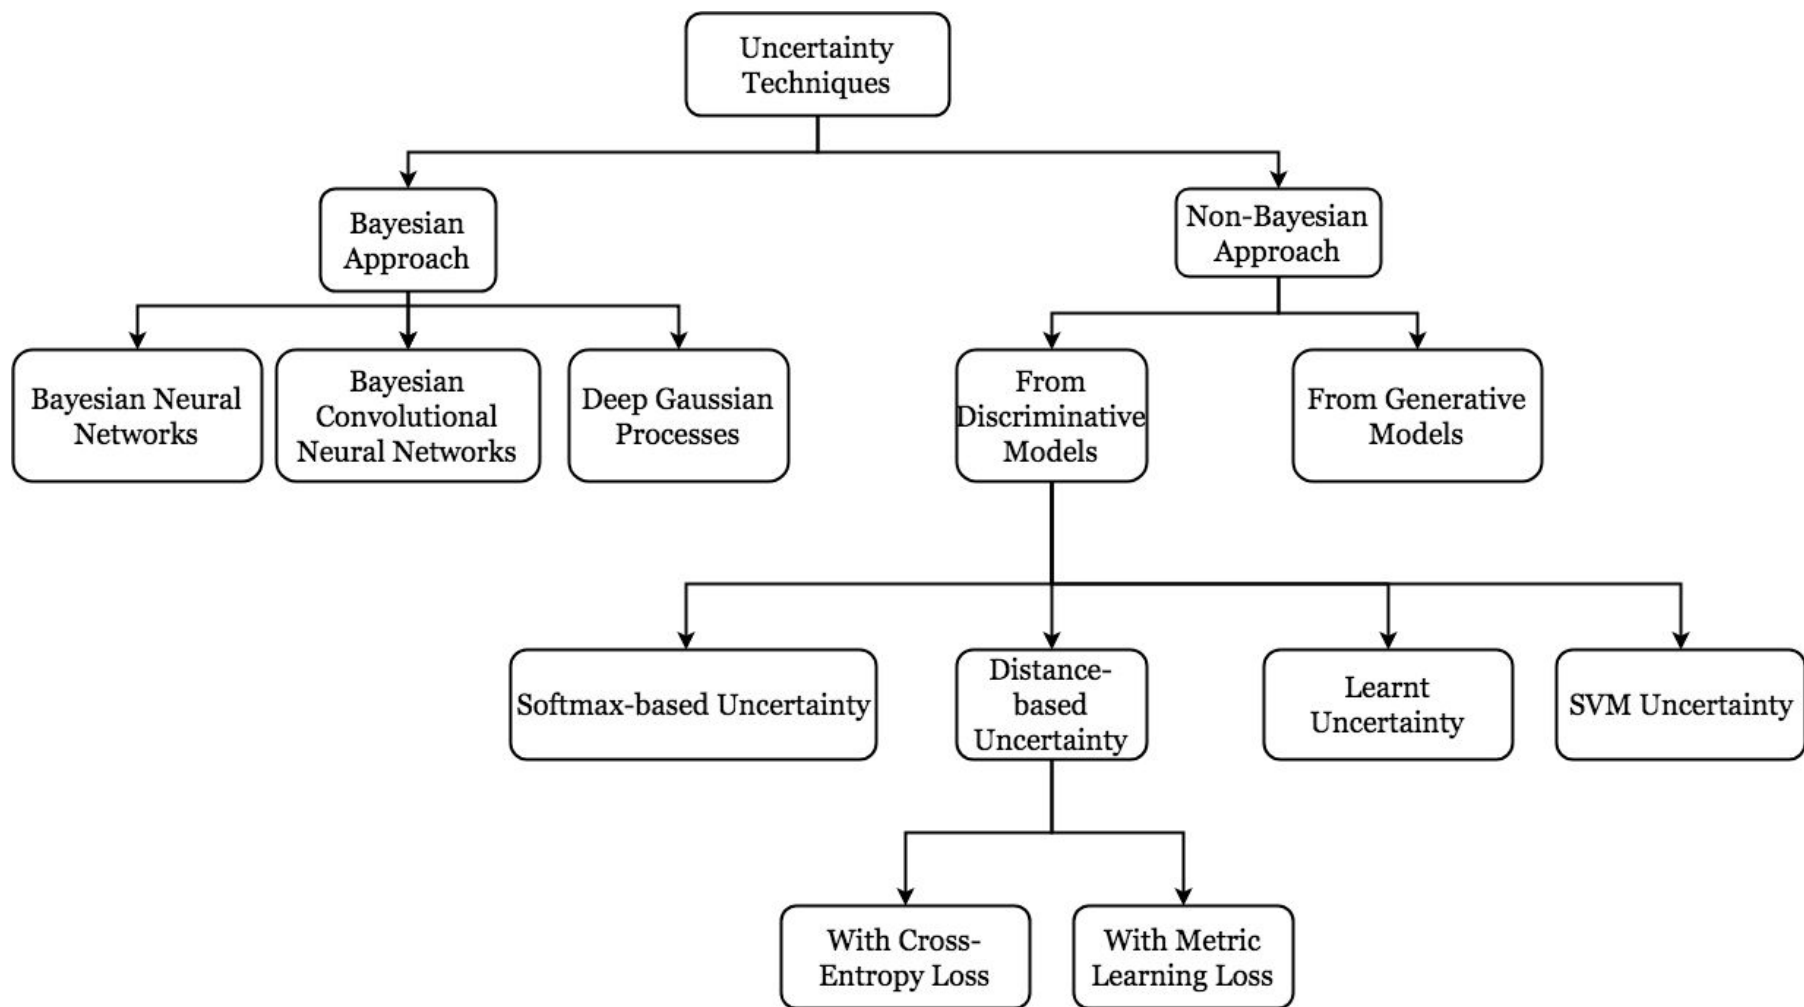 Uncertainty
Techniques
Bayesian
Approach
Non-Bayesian
Approach
Bayesian Neural
Networks
Bayesian
Convolutional
Neural Networks
Deep Gaussian
Processes
From
Discriminative
Models
From Generative
Models
Softmax-based Uncertainty
Distance-
based
Uncertainty
Learnt
Uncertainty
SVM Uncertainty
With Cross-
Entropy Loss
With Metric
Learning Loss